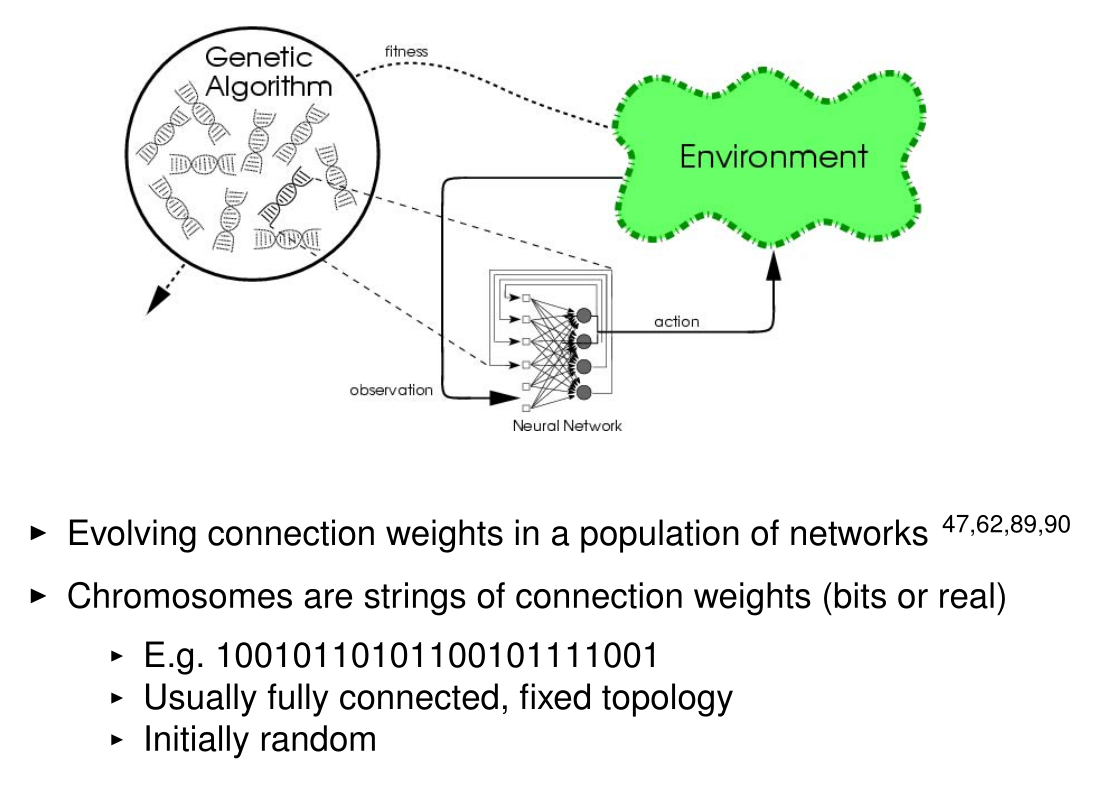 Genetic
Algorithm
fitness
Environment
action
observation
Neural Network
► Evolving connection weights in a population of networks 47,62,89,90
► Chromosomes are strings of connection weights (bits or real)
► E.g. 10010110101100101111001
► Usually fully connected, fixed topology
► Initially random